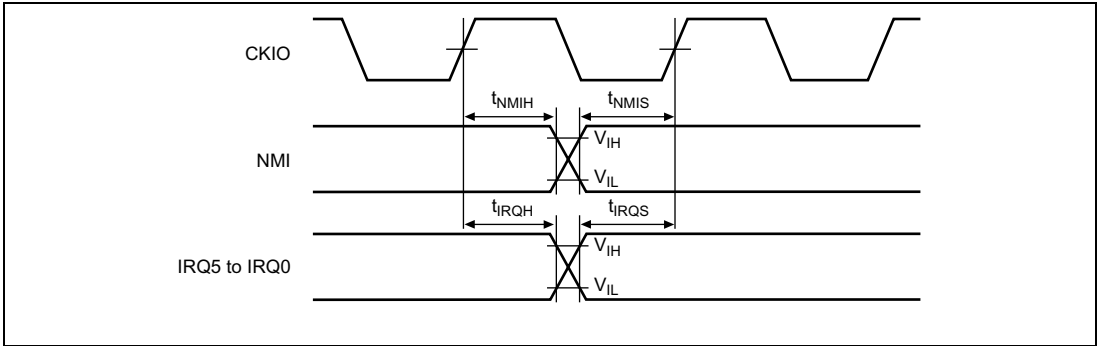 CKIO
tNMIH tNMIS
NMI
VIH
VIL
tIRQH tIRQS
IRQ5 to IRQ0
VIH
VIL